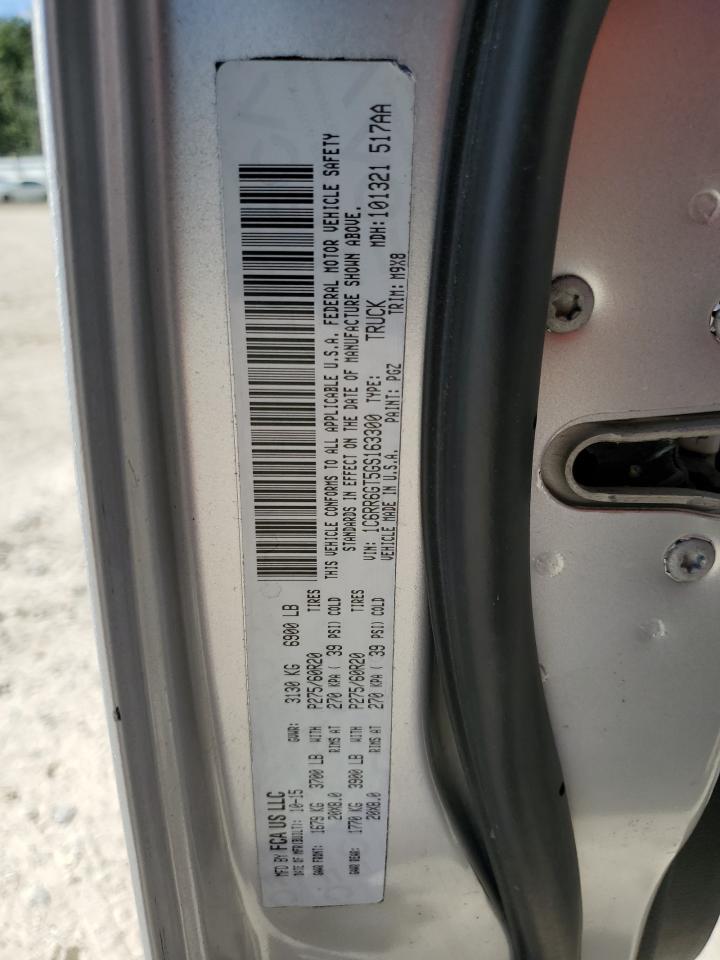 MFD BY: FCA US LLC
DATE OF MFR(BUILT): 10-15 GVWR: 3130 KG 6900 LB
GAWR FRONT: 1679 KG 3700 LB WITH P275/60R20 TIRES
20X8.0 RIMS AT 270 KPA ( 39 PSI) COLD
GAWR REAR: 1770 KG 3900 LB WITH P275/60R20 TIRES
20X8.0 RIMS AT 270 KPA ( 39 PSI) COLD
THIS VEHICLE CONFORMS TO ALL APPLICABLE U.S.A. FEDERAL MOTOR VEHICLE SAFETY
STANDARDS IN EFFECT ON THE DATE OF MANUFACTURE SHOWN ABOVE.
VIN: 1C6RR6GT5GS163300 TYPE: TRUCK MDH:101321 517AA
VEHICLE MADE IN U.S.A. PAINT: PGZ TRIM: M9X8